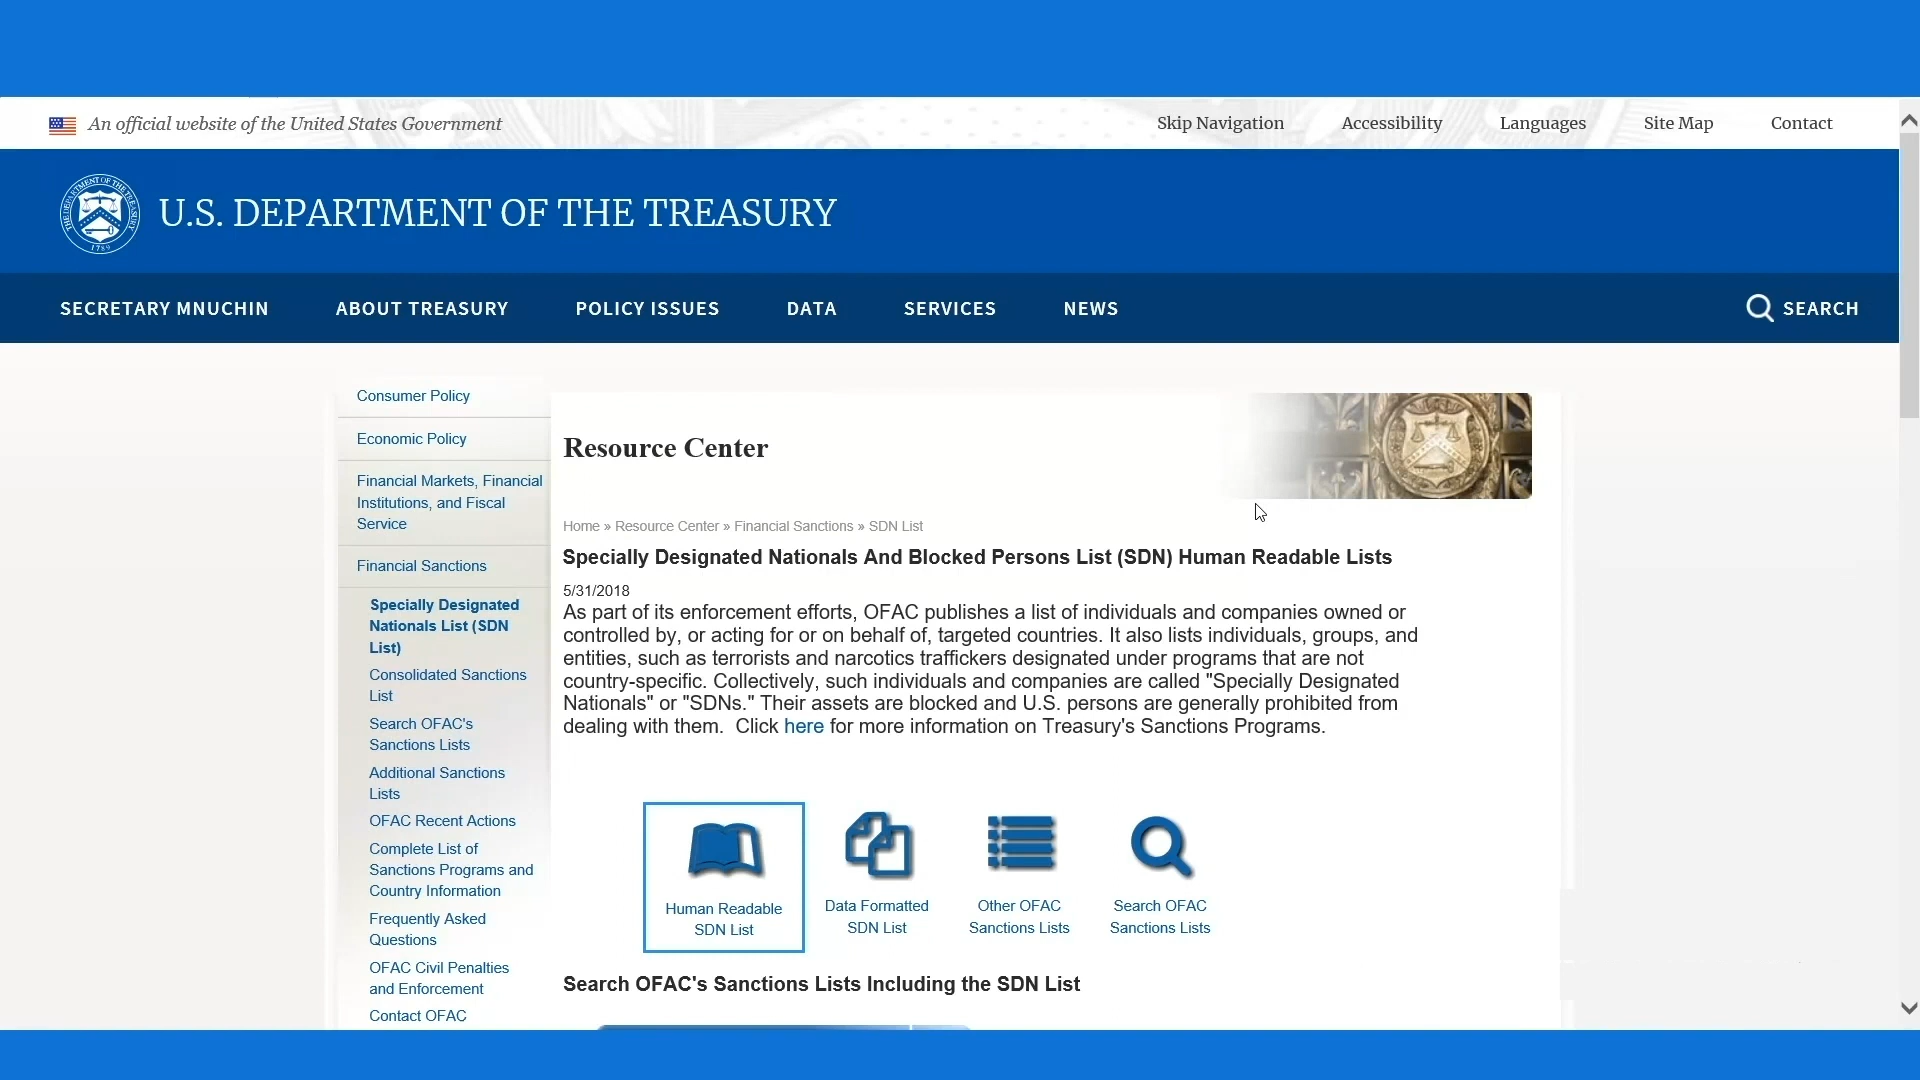 An official website of the United States Government
Skip Navigation
Accessibility
Languages
Site Map
Contact
THE DEPARTMENT OF THE TREASURY
1789
U.S. DEPARTMENT OF THE TREASURY
SECRETARY MNUCHIN
ABOUT TREASURY
POLICY ISSUES
DATA
SERVICES
NEWS
SEARCH
Consumer Policy
Economic Policy
Financial Markets, Financial
Institutions, and Fiscal
Service
Financial Sanctions
Specially Designated
Nationals List (SDN
List)
Consolidated Sanctions
List
Search OFAC's
Sanctions Lists
Additional Sanctions
Lists
OFAC Recent Actions
Complete List of
Sanctions Programs and
Country Information
Frequently Asked
Questions
OFAC Civil Penalties
and Enforcement
Contact OFAC
Resource Center
Home » Resource Center » Financial Sanctions » SDN List
Specially Designated Nationals And Blocked Persons List (SDN) Human Readable Lists
5/31/2018
As part of its enforcement efforts, OFAC publishes a list of individuals and companies owned or
controlled by, or acting for or on behalf of, targeted countries. It also lists individuals, groups, and
entities, such as terrorists and narcotics traffickers designated under programs that are not
country-specific. Collectively, such individuals and companies are called "Specially Designated
Nationals" or "SDNs." Their assets are blocked and U.S. persons are generally prohibited from
dealing with them.  Click here for more information on Treasury's Sanctions Programs.
Human Readable
SDN List
Data Formatted
SDN List
Other OFAC
Sanctions Lists
Search OFAC
Sanctions Lists
Search OFAC's Sanctions Lists Including the SDN List